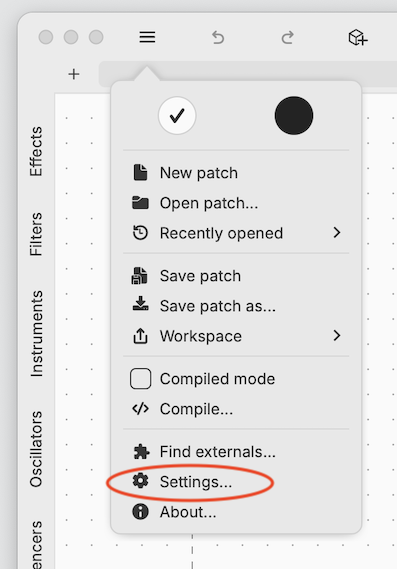 New patch
Open patch...
Recently opened
Save patch
Save patch as...
Workspace
Compiled mode
Compile...
Find externals...
Settings...
About...
Effects
Filters
Instruments
Oscillators